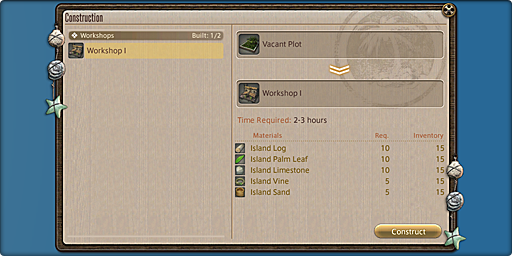 Construction
Workshops Built: 1/2
Workshop I
Vacant Plot
Workshop I
Time Required: 2-3 hours
Materials Req. Inventory
Island Log 10 15
Island Palm Leaf 10 15
Island Limestone 10 15
Island Vine 5 15
Island Sand 5 15
Construct